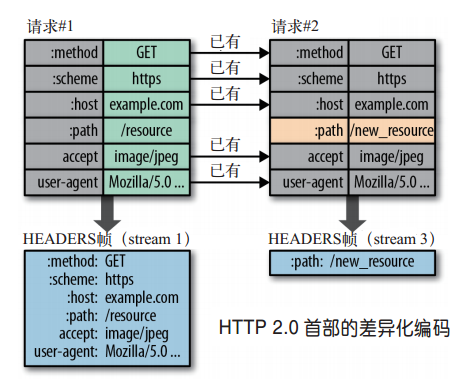 请求#1
:method GET
:scheme https
:host example.com
:path /resource
accept image/jpeg
user-agent Mozilla/5.0 ...
已有
已有
已有
已有
已有
请求#2
:method GET
:scheme https
:host example.com
:path /new_resource
accept image/jpeg
user-agent Mozilla/5.0 ...
HEADERS帧（stream 1）
:method: GET
:scheme: https
:host: example.com
:path: /resource
accept: image/jpeg
user-agent: Mozilla/5.0 ...
HEADERS帧（stream 3）
:path: /new_resource
HTTP 2.0 首部的差异化编码